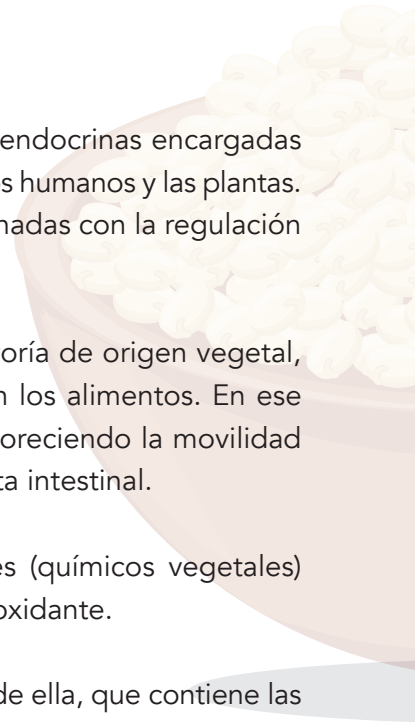 endocrinas encargadas
s humanos y las plantas.
nadas con la regulación
oría de origen vegetal,
n los alimentos. En ese
oreciendo la movilidad
ta intestinal.
s (químicos vegetales)
oxidante.
de ella, que contiene las